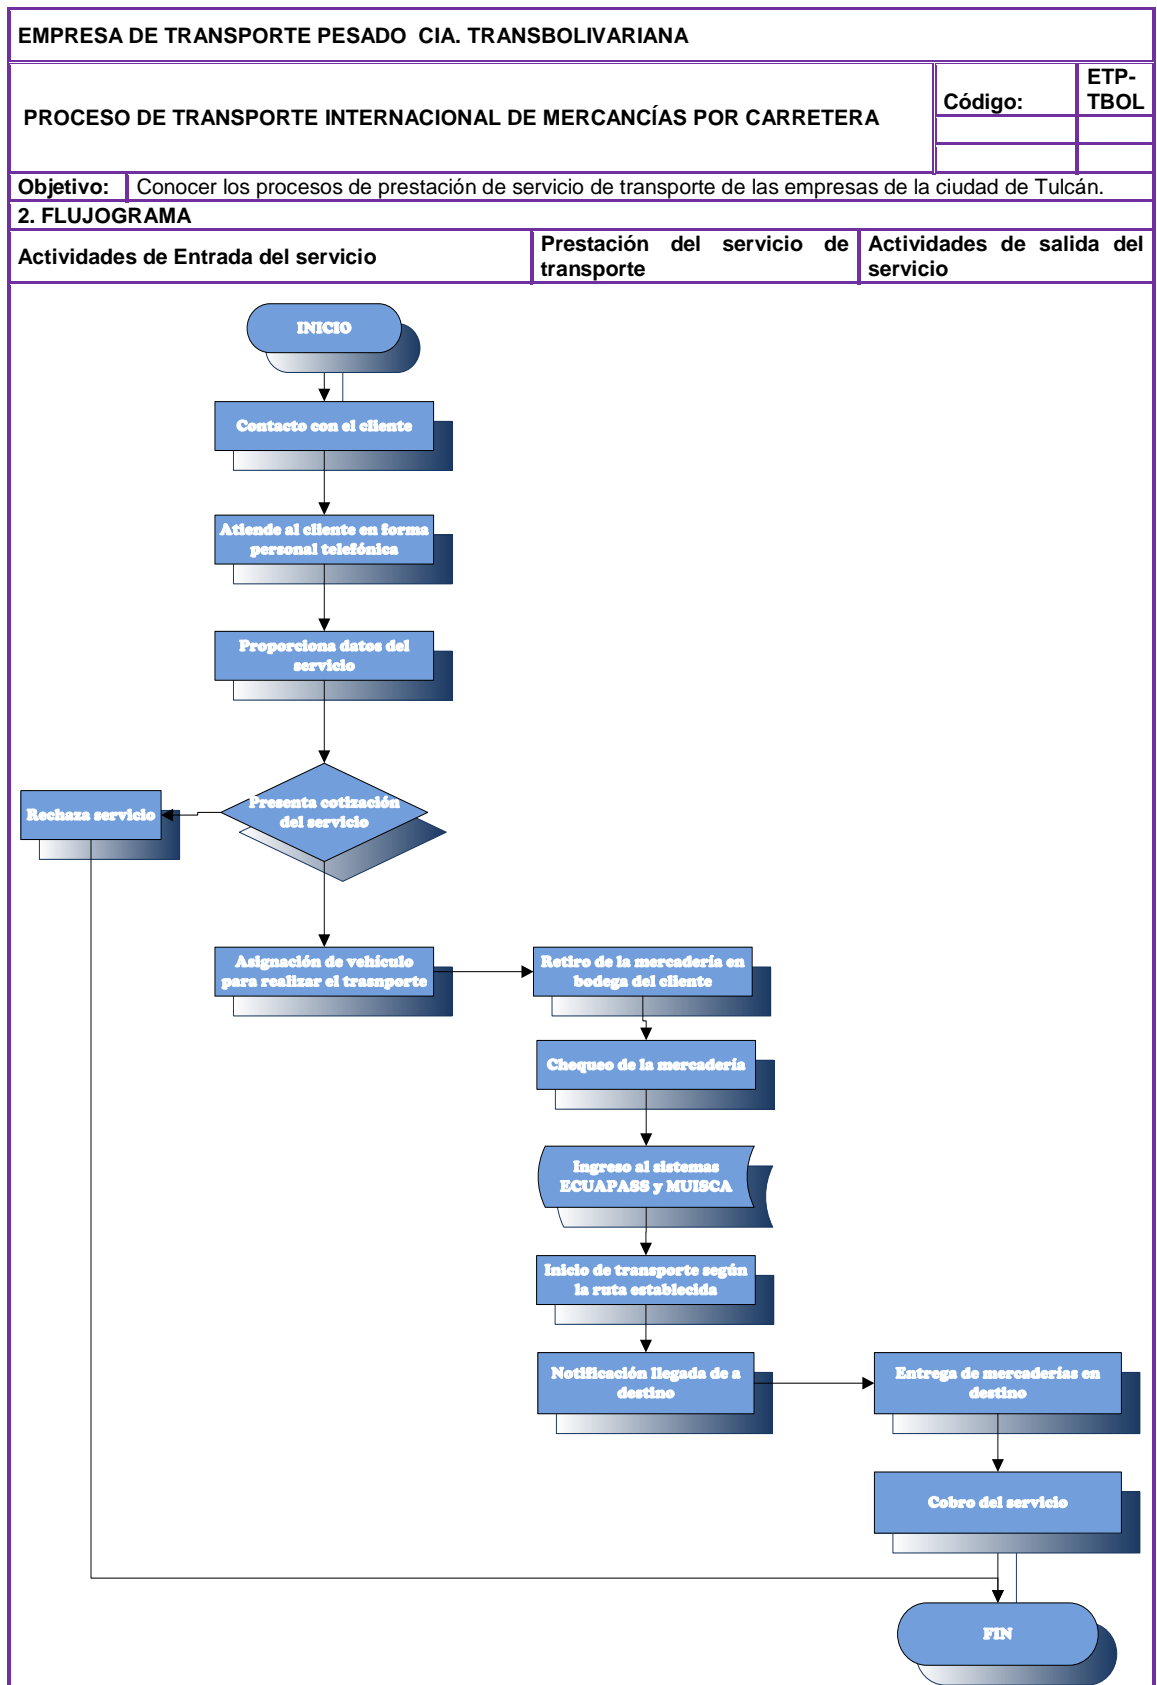 EMPRESA DE TRANSPORTE PESADO CIA. TRANSBOLIVARIANA
PROCESO DE TRANSPORTE INTERNACIONAL DE MERCANCÍAS POR CARRETERA
Código:
ETP-
TBOL
Objetivo:
Conocer los procesos de prestación de servicio de transporte de las empresas de la ciudad de Tulcán.
2. FLUJOGRAMA
Actividades de Entrada del servicio
Prestación del servicio de
transporte
Actividades de salida del
servicio
INICIO
Contacto con el cliente
Atiende al cliente en forma
personal telefónica
Proporciona datos del
servicio
Presenta cotización
del servicio
Rechaza servicio
Asignación de vehículo
para realizar el trasnporte
Retiro de la mercadería en
bodega del cliente
Chequeo de la mercadería
Ingreso al sistemas
ECUAPASS y MUISCA
Inicio de transporte según
la ruta establecida
Notificación llegada de a
destino
Entrega de mercaderías en
destino
Cobro del servicio
FIN